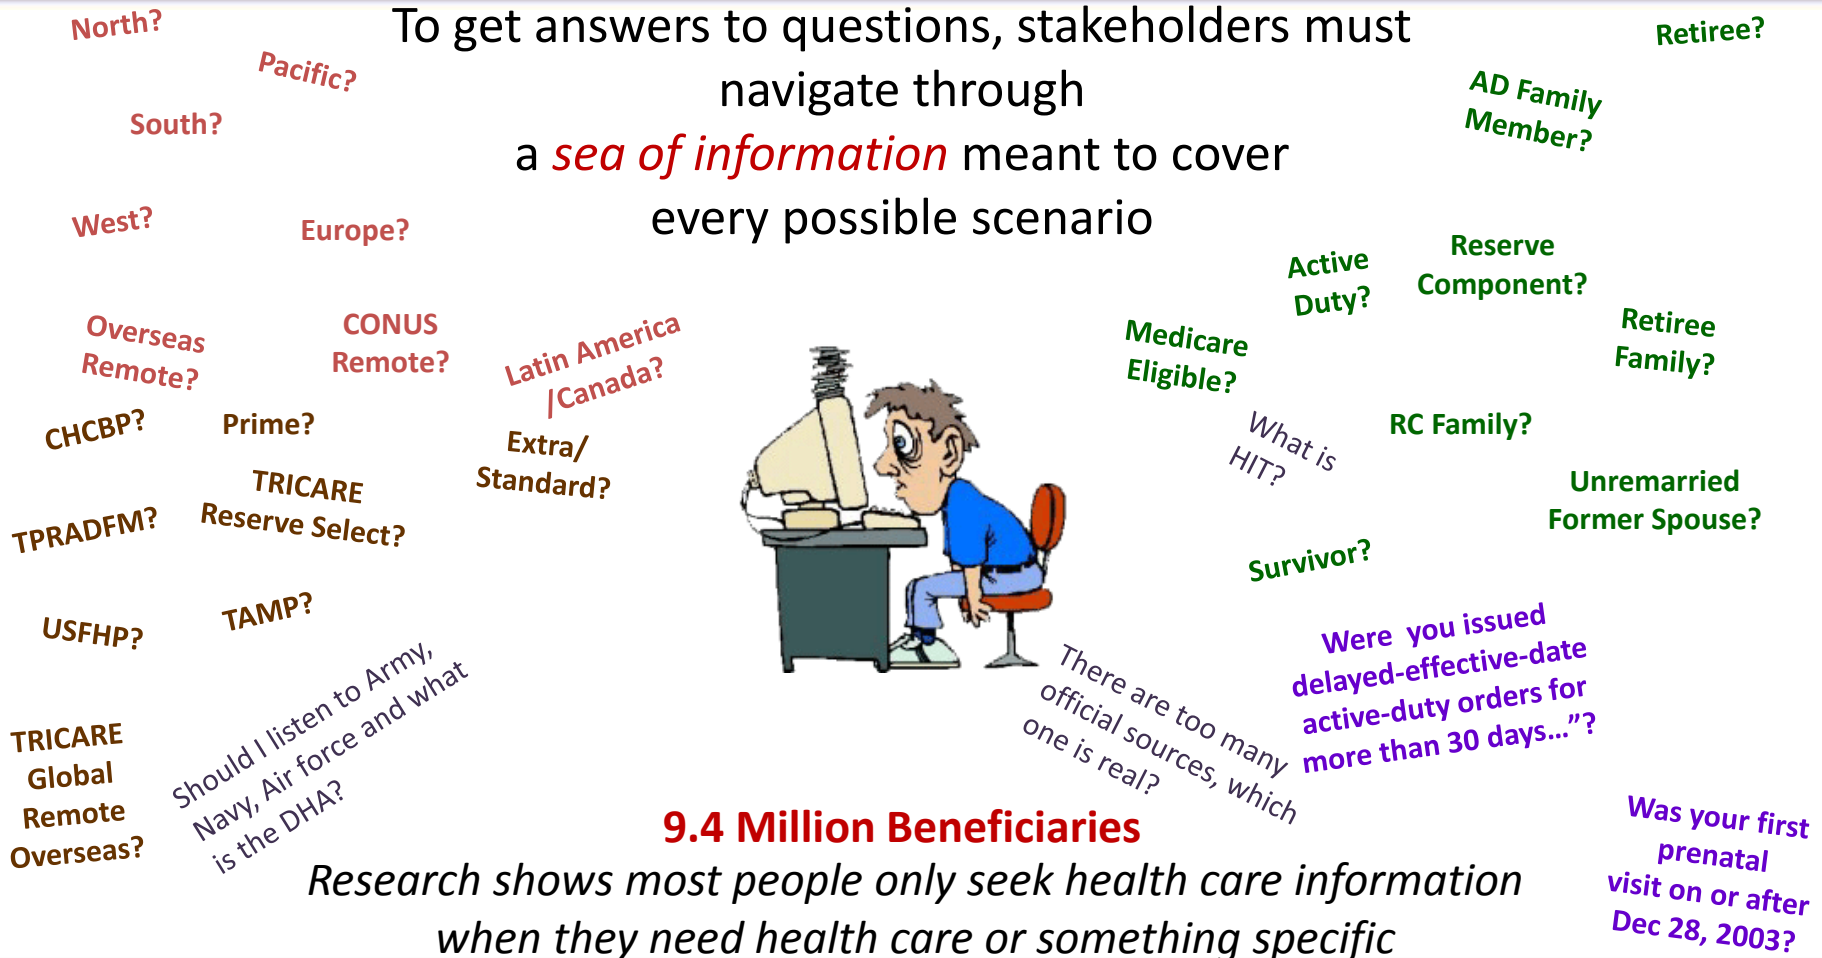 To get answers to questions, stakeholders must
navigate through
a sea of information meant to cover
every possible scenario
North?
Pacific?
South?
West?
Europe?
Overseas
Remote?
CONUS
Remote?
Latin America
/Canada?
CHCBP?
Prime?
Extra/
Standard?
TRICARE
Reserve Select?
TPRADFM?
TAMP?
USFHP?
TRICARE
Global
Remote
Overseas?
Should I listen to Army,
Navy, Air force and what
is the DHA?
Retiree?
AD Family
Member?
Active
Duty?
Reserve
Component?
Medicare
Eligible?
Retiree
Family?
What is
HIT?
RC Family?
Unremarried
Former Spouse?
Survivor?
There are too many
official sources, which
one is real?
Were you issued
delayed-effective-date
active-duty orders for
more than 30 days...”?
Was your first
prenatal
visit on or after
Dec 28, 2003?
9.4 Million Beneficiaries
Research shows most people only seek health care information
when they need health care or something specific